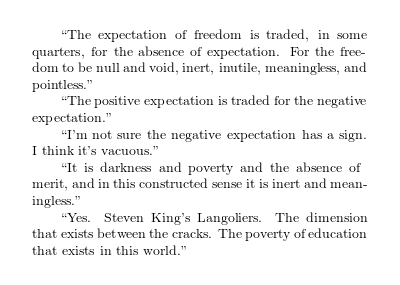 “The expectation of freedom is traded, in some
quarters, for the absence of expectation. For the free-
dom to be null and void, inert, inutile, meaningless, and
pointless.”
“The positive expectation is traded for the negative
expectation.”
“I’m not sure the negative expectation has a sign.
I think it’s vacuous.”
“It is darkness and poverty and the absence of
merit, and in this constructed sense it is inert and mean-
ingless.”
“Yes. Steven King’s Langoliers. The dimension
that exists between the cracks. The poverty of education
that exists in this world.”